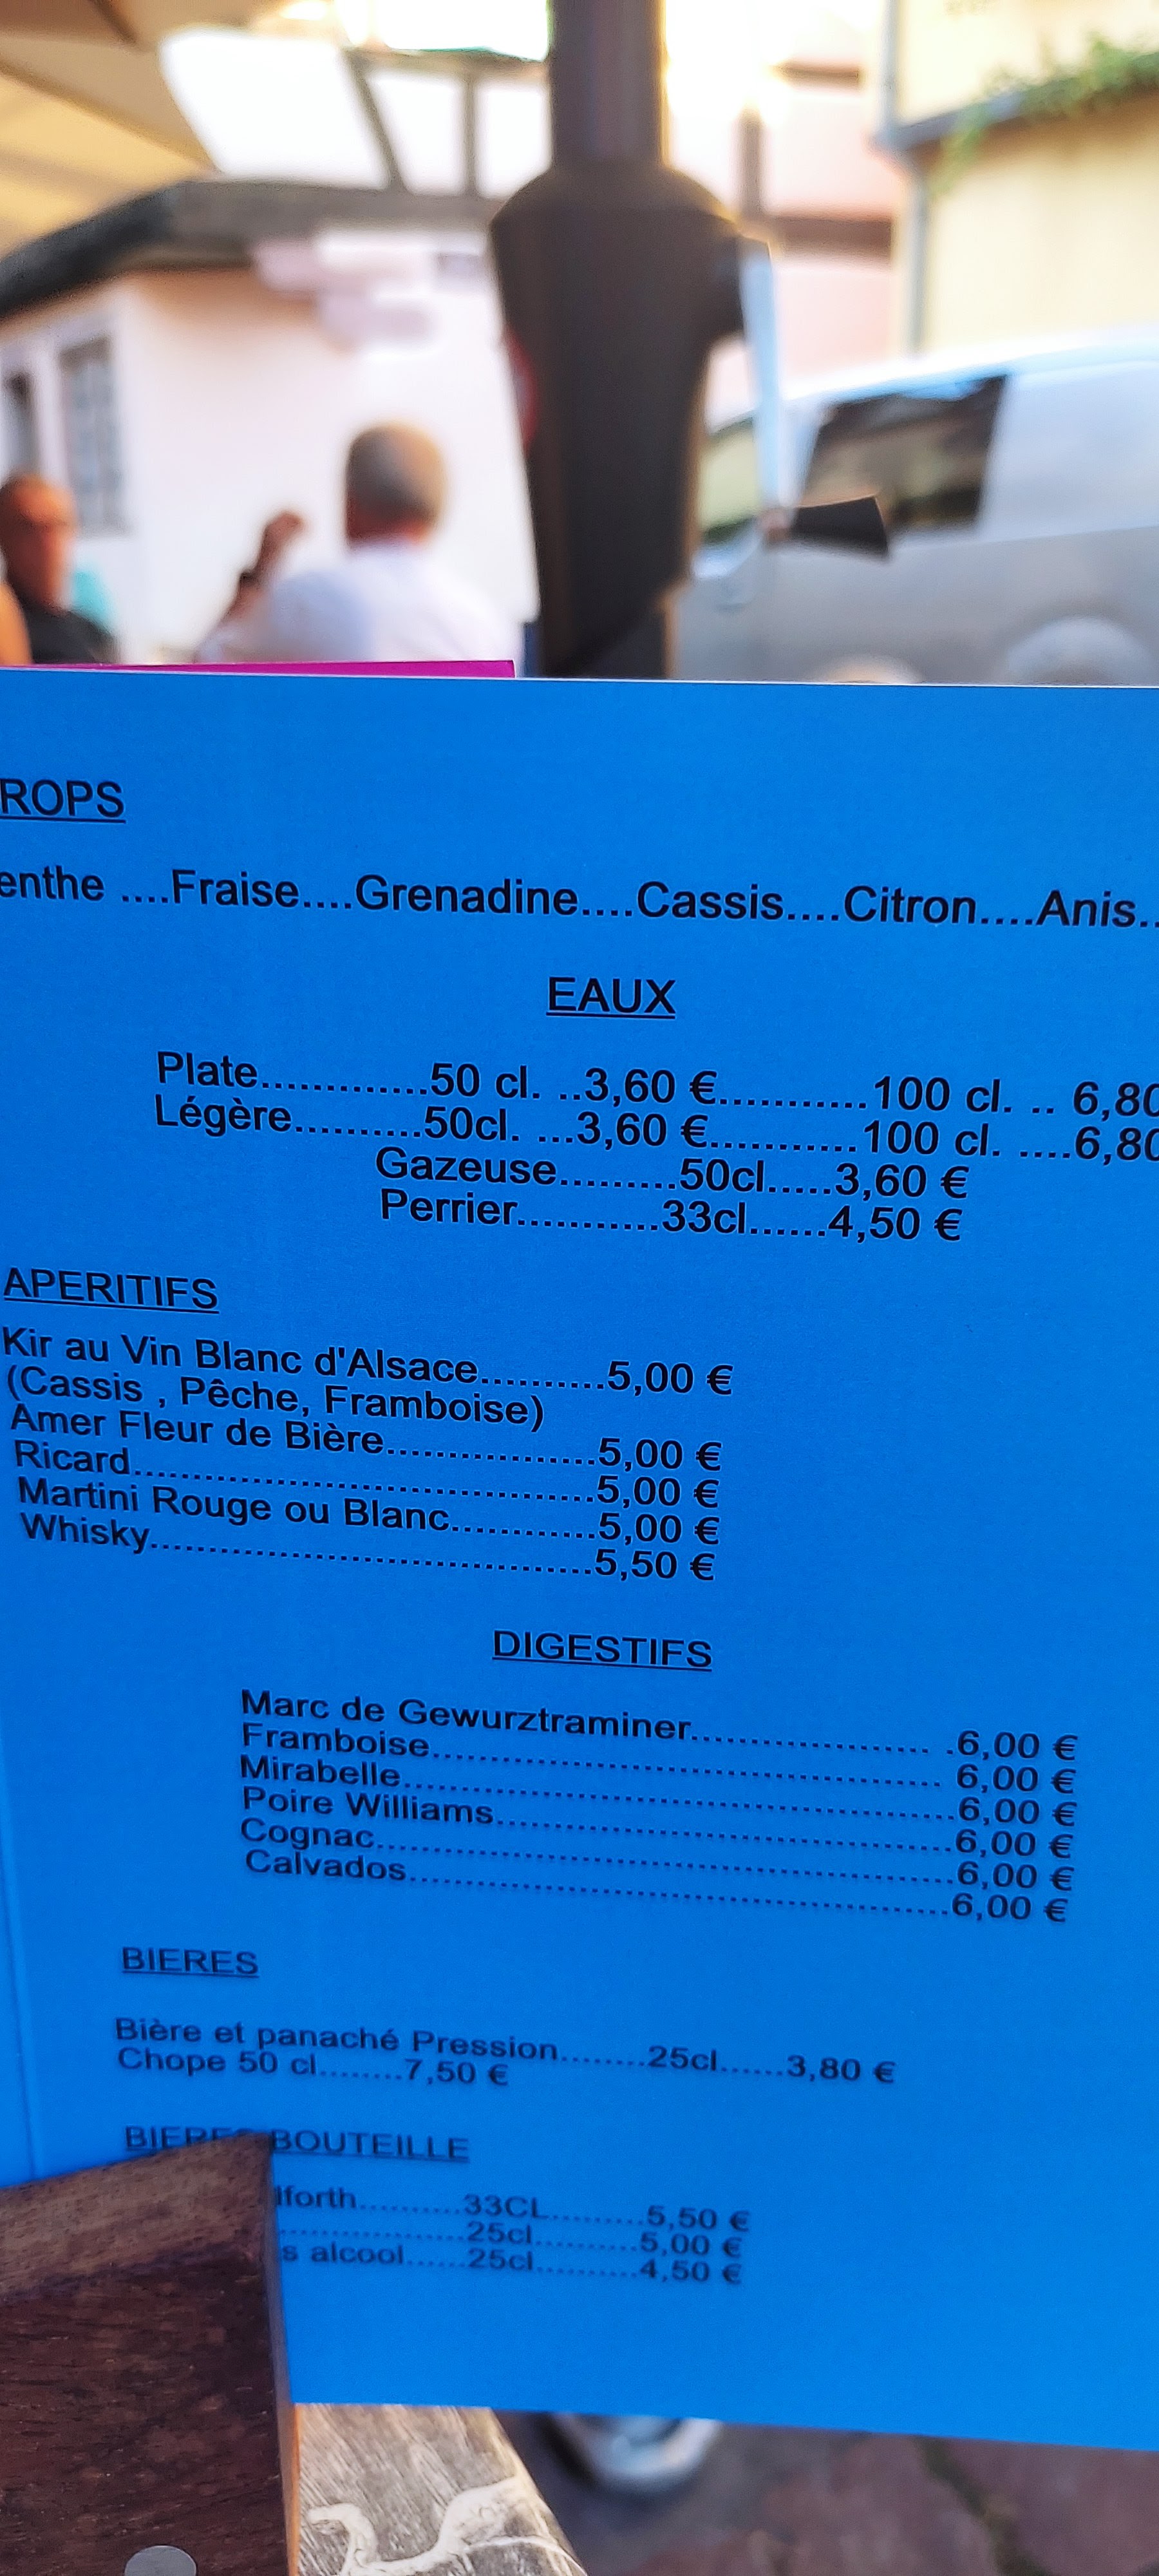 ROPS
enthe ....Fraise....Grenadine....Cassis....Citron....Anis..
EAUX
Plate.............50 cl. ..3,60 €...........100 cl. .. 6,80
Légère..........50cl. ...3,60 €...........100 cl. ....6,80
Gazeuse.........50cl.....3,60 €
Perrier...........33cl......4,50 €
APERITIFS
Kir au Vin Blanc d'Alsace..........5,00 €
(Cassis , Pêche, Framboise)
Amer Fleur de Bière.................5,00 €
Ricard......................................5,00 €
Martini Rouge ou Blanc............5,00 €
Whisky.....................................5,50 €
DIGESTIFS
Marc de Gewurztraminer.................... .6,00 €
Framboise.......................................... 6,00 €
Mirabelle.............................................6,00 €
Poire Williams.....................................6,00 €
Cognac...............................................6,00 €
Calvados............................................6,00 €
BIERES
Bière et panaché Pression........25cl......3,80 €
Chope 50 cl........7,50 €
BIERES BOUTEILLE
lforth..........33CL.........5,50 €
..................25cl..........5,00 €
s alcool......25cl..........4,50 €